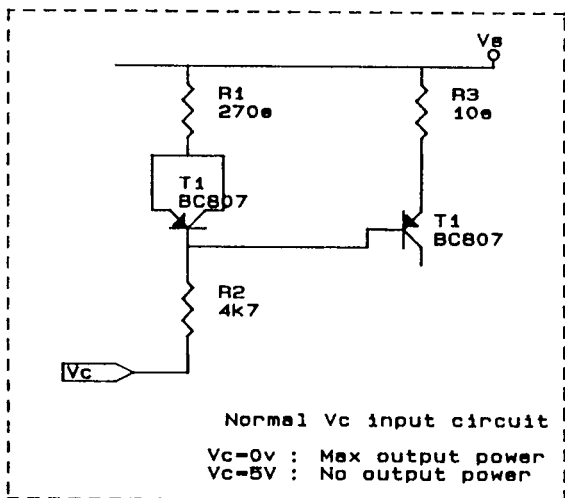 Vs
R1
270e
R3
10e
T1
BC807
T1
BC807
R2
4k7
Vc
Normal Vc input circuit
Vc=0v : Max output power
Vc=5V : No output power